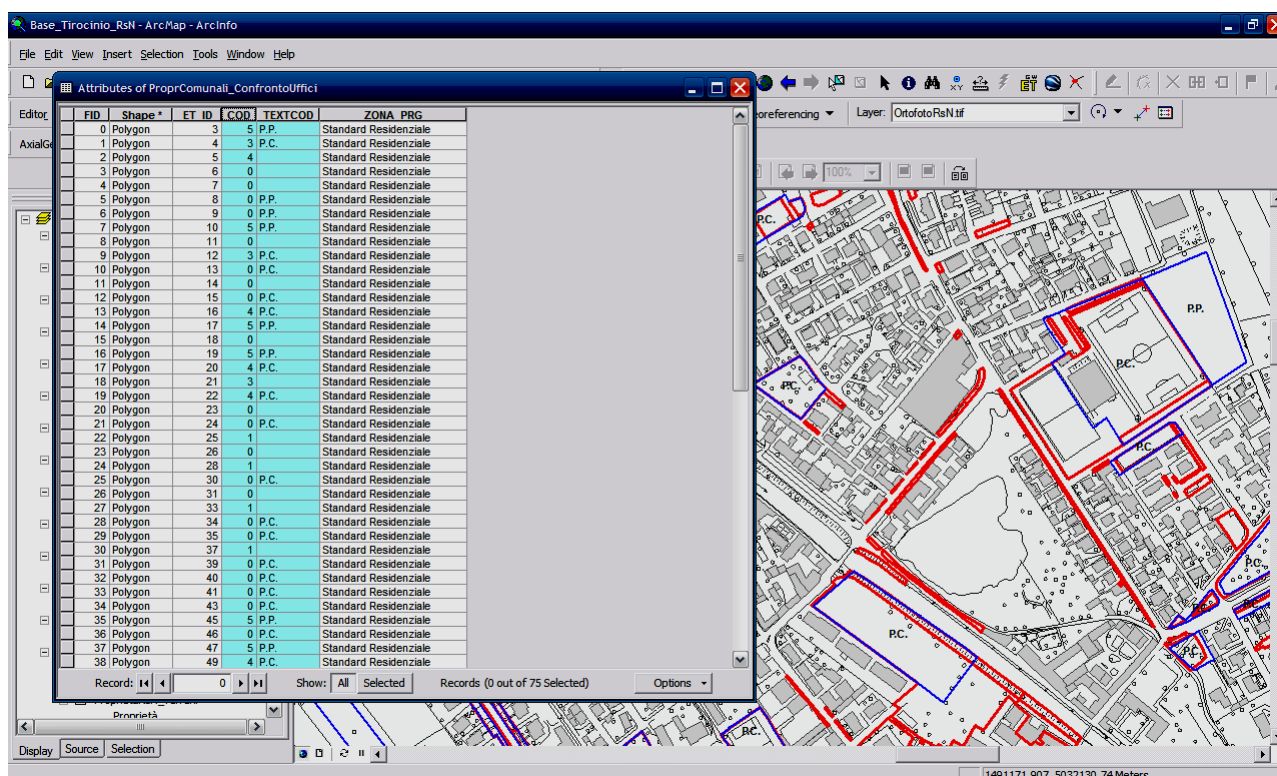 Base_Tirocinio_RsN - ArcMap - ArcInfo
File Edit View Insert Selection Tools Window Help
Attributes of ProprComunali_ConfrontoUffici
Editor
eoreferencing Layer: OrtofotoRsN.tif
AxialGe
100%
FID Shape * ET_ID COD TEXTCOD ZONA_PRG
0 Polygon 3 5 P.P. Standard Residenziale
1 Polygon 4 3 P.C. Standard Residenziale
2 Polygon 5 4 Standard Residenziale
3 Polygon 6 0 Standard Residenziale
4 Polygon 7 0 Standard Residenziale
5 Polygon 8 0 P.P. Standard Residenziale
6 Polygon 9 0 P.P. Standard Residenziale
7 Polygon 10 5 P.P. Standard Residenziale
8 Polygon 11 0 Standard Residenziale
9 Polygon 12 3 P.C. Standard Residenziale
10 Polygon 13 0 P.C. Standard Residenziale
11 Polygon 14 0 Standard Residenziale
12 Polygon 15 0 P.C. Standard Residenziale
13 Polygon 16 4 P.C. Standard Residenziale
14 Polygon 17 5 P.P. Standard Residenziale
15 Polygon 18 0 Standard Residenziale
16 Polygon 19 5 P.P. Standard Residenziale
17 Polygon 20 4 P.C. Standard Residenziale
18 Polygon 21 3 Standard Residenziale
19 Polygon 22 4 P.C. Standard Residenziale
20 Polygon 23 0 Standard Residenziale
21 Polygon 24 0 P.C. Standard Residenziale
22 Polygon 25 1 Standard Residenziale
23 Polygon 26 0 Standard Residenziale
24 Polygon 28 1 Standard Residenziale
25 Polygon 30 0 P.C. Standard Residenziale
26 Polygon 31 0 Standard Residenziale
27 Polygon 33 1 Standard Residenziale
28 Polygon 34 0 P.C. Standard Residenziale
29 Polygon 35 0 P.C. Standard Residenziale
30 Polygon 37 1 Standard Residenziale
31 Polygon 39 0 P.C. Standard Residenziale
32 Polygon 40 0 P.C. Standard Residenziale
33 Polygon 41 0 P.C. Standard Residenziale
34 Polygon 43 0 P.C. Standard Residenziale
35 Polygon 45 5 P.P. Standard Residenziale
36 Polygon 46 0 P.C. Standard Residenziale
37 Polygon 47 5 P.P. Standard Residenziale
38 Polygon 49 4 P.C. Standard Residenziale
Record: 0 Show: All Selected Records (0 out of 75 Selected) Options
Proprietà
Display Source Selection
P.C.
P.P.
P.C.
P.C.
P.C.
P.C.
P.C.
P.C.
P.C.
P.C.
P.C.
1491171,907 5032130,74 Meters